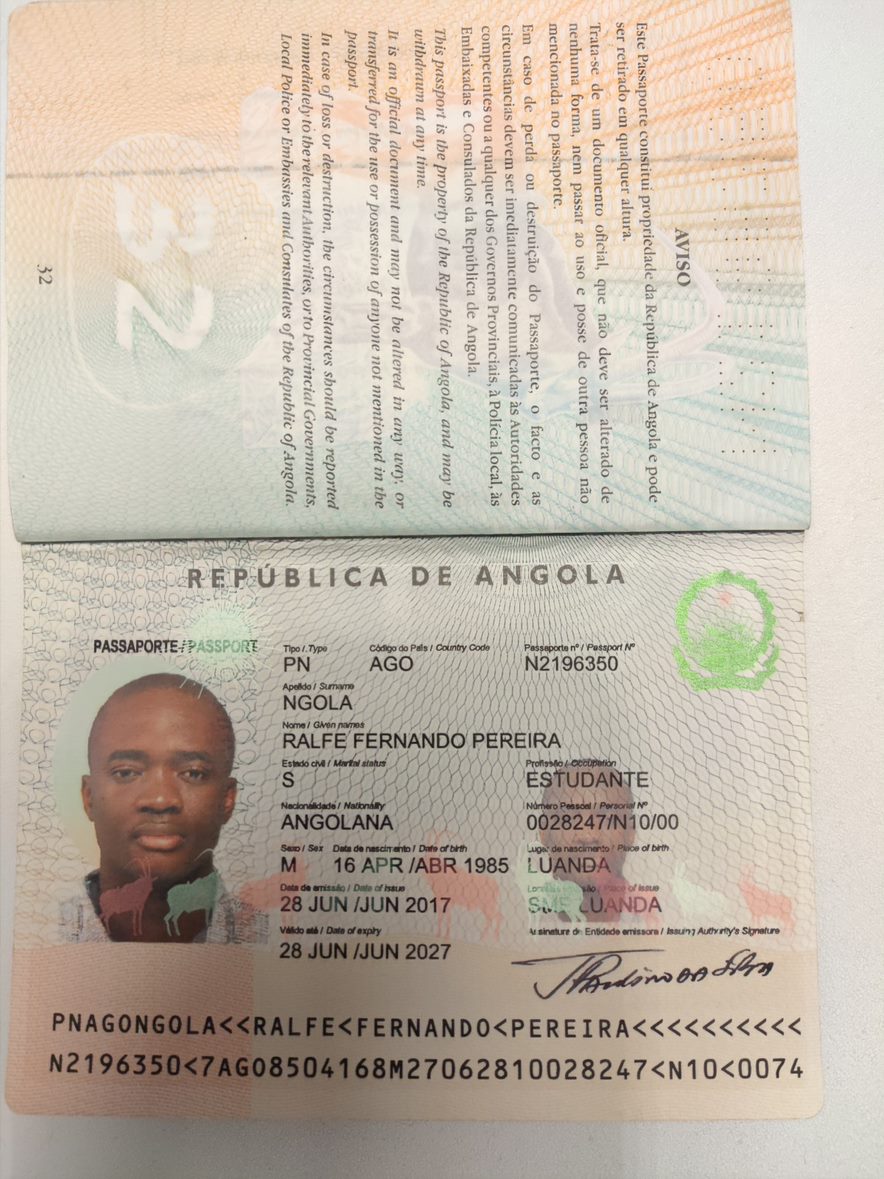 AVISO
Este Passaporte constitui propriedade da República de Angola e pode
ser retirado em qualquer altura.
Trata-se de um documento oficial, que não deve ser alterado de
nenhuma forma, nem passar ao uso e posse de outra pessoa não
mencionada no passaporte.
Em caso de perda ou destruição do Passaporte, o facto e as
circunstâncias devem ser imediatamente comunicadas às Autoridades
competentes ou a qualquer dos Governos Provinciais, à Polícia local, às
Embaixadas e Consulados da República de Angola.
This passport is the property of the Republic of Angola, and may be
withdrawn at any time.
It is an official document and may not be altered in any way, or
transferred for the use or possession of anyone not mentioned in the
passport.
In case of loss or destruction, the circumstances should be reported
immediately to the relevant Authorities, or to Provincial Governments,
Local Police or Embassies and Consulates of the Republic of Angola.
32
32
REPÚBLICA DE ANGOLA
PASSAPORTE / PASSPORT
Tipo / Type Código do País / Country Code Passaporte nº / Passport Nº
PN AGO N2196350
Apelido / Surname
NGOLA
Nome / Given names
RALFE FERNANDO PEREIRA
Estado civil / Marital status Profissão / Occupation
S ESTUDANTE
Nacionalidade / Nationality Número Pessoal / Personal Nº
ANGOLANA 0028247/N10/00
Sexo / Sex Data de nascimento / Date of birth Lugar de nascimento / Place of birth
M 16 APR /ABR 1985 LUANDA
Data de emissão / Date of issue Place of issue
28 JUN /JUN 2017 SME LUANDA
Válido até / Date of expiry Assinatura da Entidade emissora / Issuing Authority's Signature
28 JUN /JUN 2027
PNAGONGOLA<<RALFE<FERNANDO<PEREIRA<<<<<<<<<<
N2196350<7AGO8504168M27062810028247<N10<0074